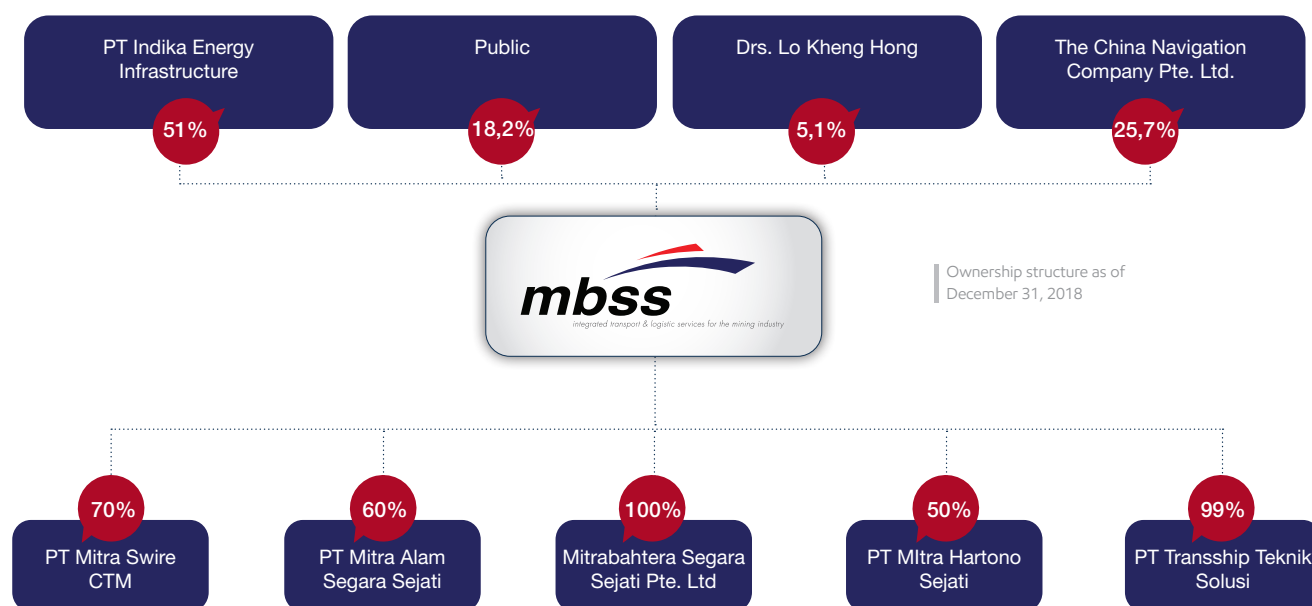 PT Indika Energy
Infrastructure
51%
Public
18,2%
Drs. Lo Kheng Hong
5,1%
The China Navigation
Company Pte. Ltd.
25,7%
mbss
integrated transport & logistic services for the mining industry
Ownership structure as of
December 31, 2018
70%
PT Mitra Swire
CTM
60%
PT Mitra Alam
Segara Sejati
100%
Mitrabahtera Segara
Sejati Pte. Ltd
50%
PT MItra Hartono
Sejati
99%
PT Transship Teknik
Solusi